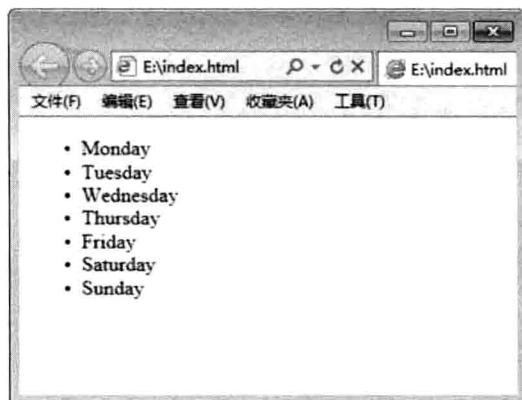 E:\index.html
E:\index.html
文件(F) 编辑(E) 查看(V) 收藏夹(A) 工具(T)
• Monday
• Tuesday
• Wednesday
• Thursday
• Friday
• Saturday
• Sunday